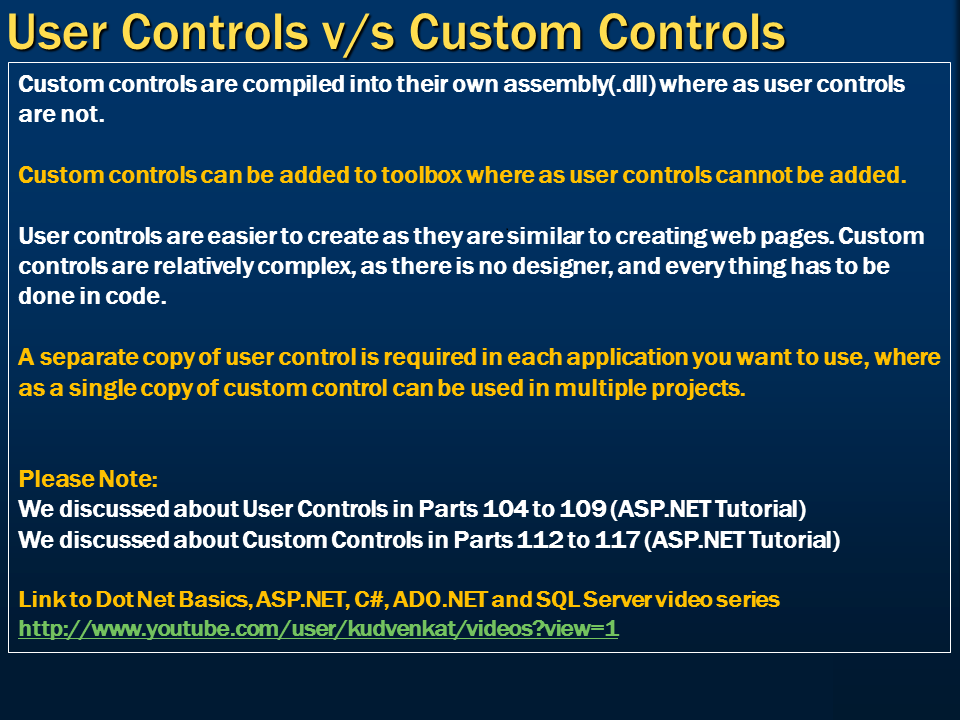 User Controls v/s Custom Controls
Custom controls are compiled into their own assembly(.dll) where as user controls
are not.
Custom controls can be added to toolbox where as user controls cannot be added.
User controls are easier to create as they are similar to creating web pages. Custom
controls are relatively complex, as there is no designer, and every thing has to be
done in code.
A separate copy of user control is required in each application you want to use, where
as a single copy of custom control can be used in multiple projects.
Please Note:
We discussed about User Controls in Parts 104 to 109 (ASP.NET Tutorial)
We discussed about Custom Controls in Parts 112 to 117 (ASP.NET Tutorial)
Link to Dot Net Basics, ASP.NET, C#, ADO.NET and SQL Server video series
http://www.youtube.com/user/kudvenkat/videos?view=1